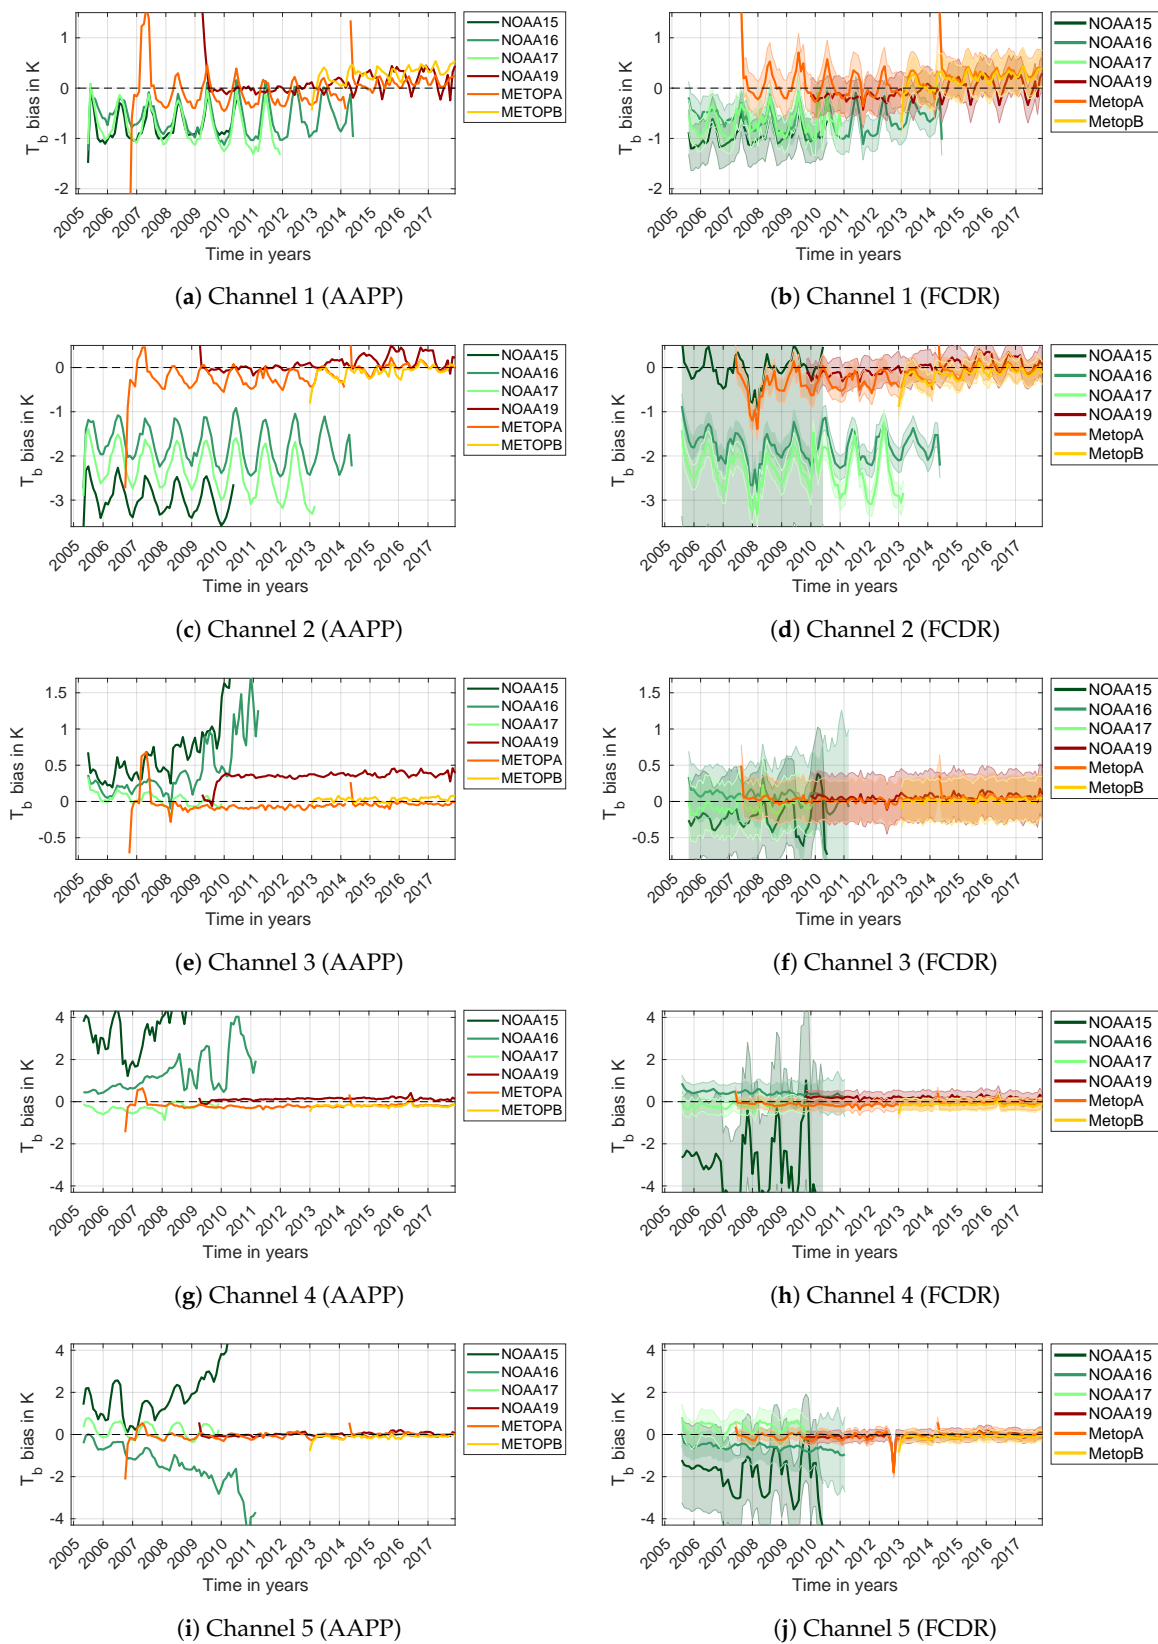 1
0
-1
-2
T_b bias in K
2005 2006 2007 2008 2009 2010 2011 2012 2013 2014 2015 2016 2017
Time in years
NOAA15
NOAA16
NOAA17
NOAA19
METOPA
METOPB
(a) Channel 1 (AAPP)
1
0
-1
-2
T_b bias in K
2005 2006 2007 2008 2009 2010 2011 2012 2013 2014 2015 2016 2017
Time in years
NOAA15
NOAA16
NOAA17
NOAA19
MetopA
MetopB
(b) Channel 1 (FCDR)
0
-1
-2
-3
T_b bias in K
2005 2006 2007 2008 2009 2010 2011 2012 2013 2014 2015 2016 2017
Time in years
NOAA15
NOAA16
NOAA17
NOAA19
METOPA
METOPB
(c) Channel 2 (AAPP)
0
-1
-2
-3
T_b bias in K
2005 2006 2007 2008 2009 2010 2011 2012 2013 2014 2015 2016 2017
Time in years
NOAA15
NOAA16
NOAA17
NOAA19
MetopA
MetopB
(d) Channel 2 (FCDR)
1.5
1
0.5
0
-0.5
T_b bias in K
2005 2006 2007 2008 2009 2010 2011 2012 2013 2014 2015 2016 2017
Time in years
NOAA15
NOAA16
NOAA17
NOAA19
METOPA
METOPB
(e) Channel 3 (AAPP)
1.5
1
0.5
0
-0.5
T_b bias in K
2005 2006 2007 2008 2009 2010 2011 2012 2013 2014 2015 2016 2017
Time in years
NOAA15
NOAA16
NOAA17
NOAA19
MetopA
MetopB
(f) Channel 3 (FCDR)
4
2
0
-2
-4
T_b bias in K
2005 2006 2007 2008 2009 2010 2011 2012 2013 2014 2015 2016 2017
Time in years
NOAA15
NOAA16
NOAA17
NOAA19
METOPA
METOPB
(g) Channel 4 (AAPP)
4
2
0
-2
-4
T_b bias in K
2005 2006 2007 2008 2009 2010 2011 2012 2013 2014 2015 2016 2017
Time in years
NOAA15
NOAA16
NOAA17
NOAA19
MetopA
MetopB
(h) Channel 4 (FCDR)
4
2
0
-2
-4
T_b bias in K
2005 2006 2007 2008 2009 2010 2011 2012 2013 2014 2015 2016 2017
Time in years
NOAA15
NOAA16
NOAA17
NOAA19
METOPA
METOPB
(i) Channel 5 (AAPP)
4
2
0
-2
-4
T_b bias in K
2005 2006 2007 2008 2009 2010 2011 2012 2013 2014 2015 2016 2017
Time in years
NOAA15
NOAA16
NOAA17
NOAA19
MetopA
MetopB
(j) Channel 5 (FCDR)